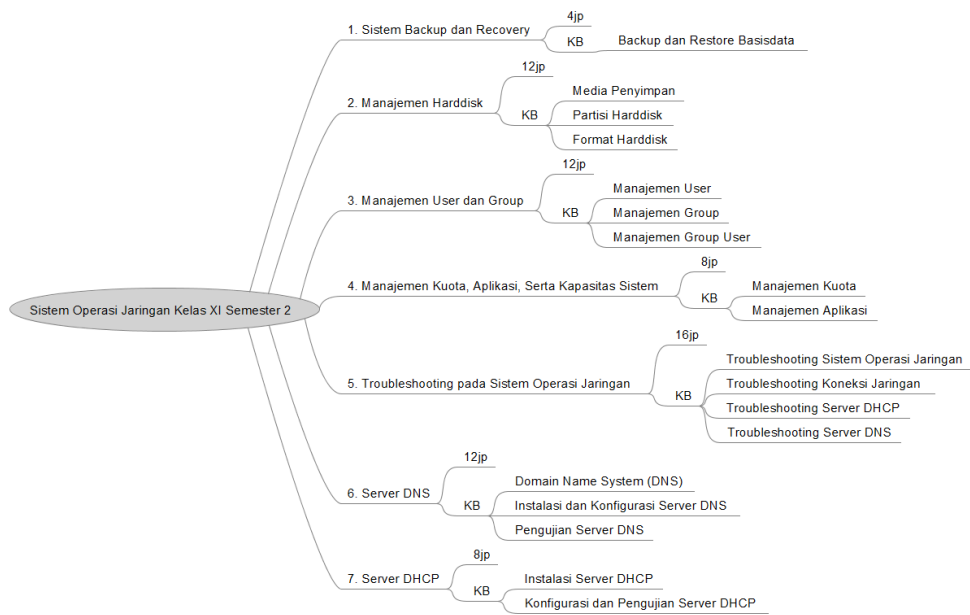 Sistem Operasi Jaringan Kelas XI Semester 2
1. Sistem Backup dan Recovery
4jp
KB
Backup dan Restore Basisdata
2. Manajemen Harddisk
12jp
KB
Media Penyimpan
Partisi Harddisk
Format Harddisk
3. Manajemen User dan Group
12jp
KB
Manajemen User
Manajemen Group
Manajemen Group User
4. Manajemen Kuota, Aplikasi, Serta Kapasitas Sistem
8jp
KB
Manajemen Kuota
Manajemen Aplikasi
5. Troubleshooting pada Sistem Operasi Jaringan
16jp
KB
Troubleshooting Sistem Operasi Jaringan
Troubleshooting Koneksi Jaringan
Troubleshooting Server DHCP
Troubleshooting Server DNS
6. Server DNS
12jp
KB
Domain Name System (DNS)
Instalasi dan Konfigurasi Server DNS
Pengujian Server DNS
7. Server DHCP
8jp
KB
Instalasi Server DHCP
Konfigurasi dan Pengujian Server DHCP